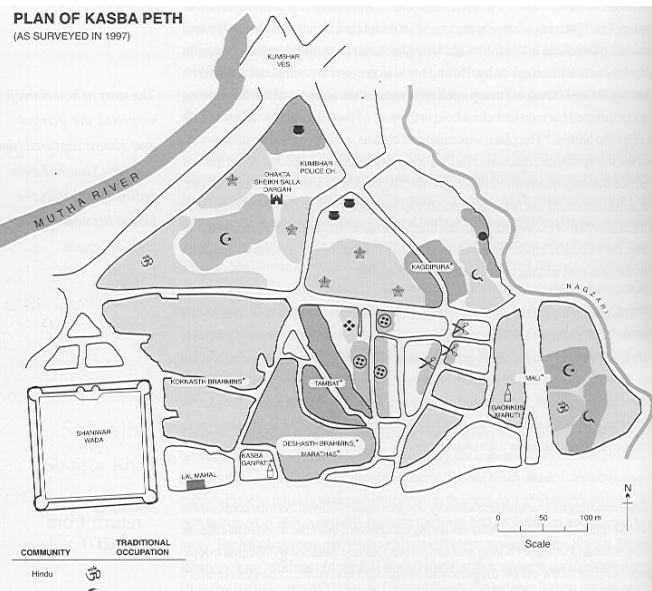 PLAN OF KASBA PETH
(AS SURVEYED IN 1997)
KUMBHAR
VES
MUTHA RIVER
KUMBHAR
POLICE CH.
DHAKTA
SHEIKH SALLA
DARGAH
KAGDIPURA*
NAGZARI
KOKNASTH BRAHMINS*
TAMBAT*
MALI*
GAONKUS
MARUTI
SHANIWAR
WADA
DESHASTH BRAHMINS,*
MARATHAS*
KASBA
GANPATI
LAL MAHAL
N
0 50 100 m
Scale
COMMUNITY
TRADITIONAL
OCCUPATION
Hindu
ॐ